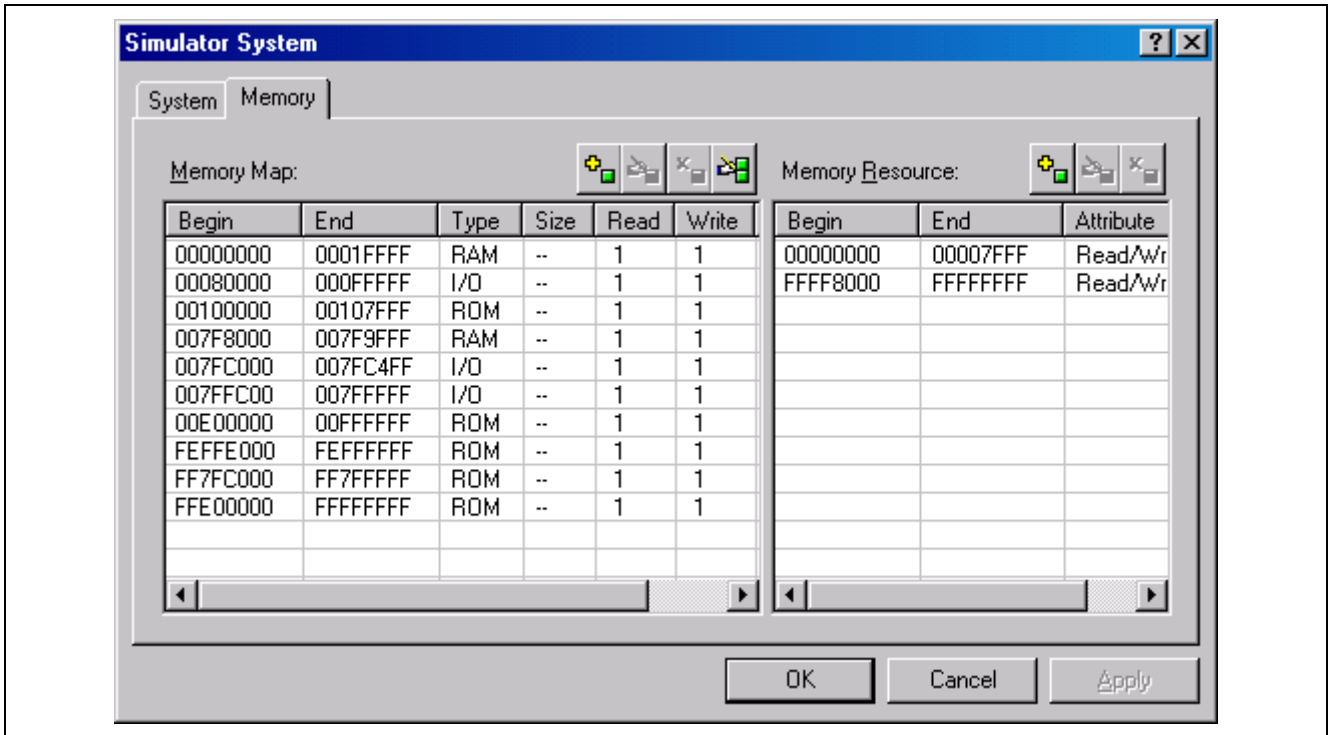 Simulator System
System Memory
Memory Map: Memory Resource:
Begin End Type Size Read Write Begin End Attribute
00000000 0001FFFF RAM -- 1 1 00000000 00007FFF Read/Wr
00080000 000FFFFF I/O -- 1 1 FFFF8000 FFFFFFFF Read/Wr
00100000 00107FFF ROM -- 1 1
007F8000 007F9FFF RAM -- 1 1
007FC000 007FC4FF I/O -- 1 1
007FFC00 007FFFFF I/O -- 1 1
00E00000 00FFFFFF ROM -- 1 1
FEFFE000 FEFFFFFF ROM -- 1 1
FF7FC000 FF7FFFFF ROM -- 1 1
FFE00000 FFFFFFFF ROM -- 1 1
OK Cancel Apply